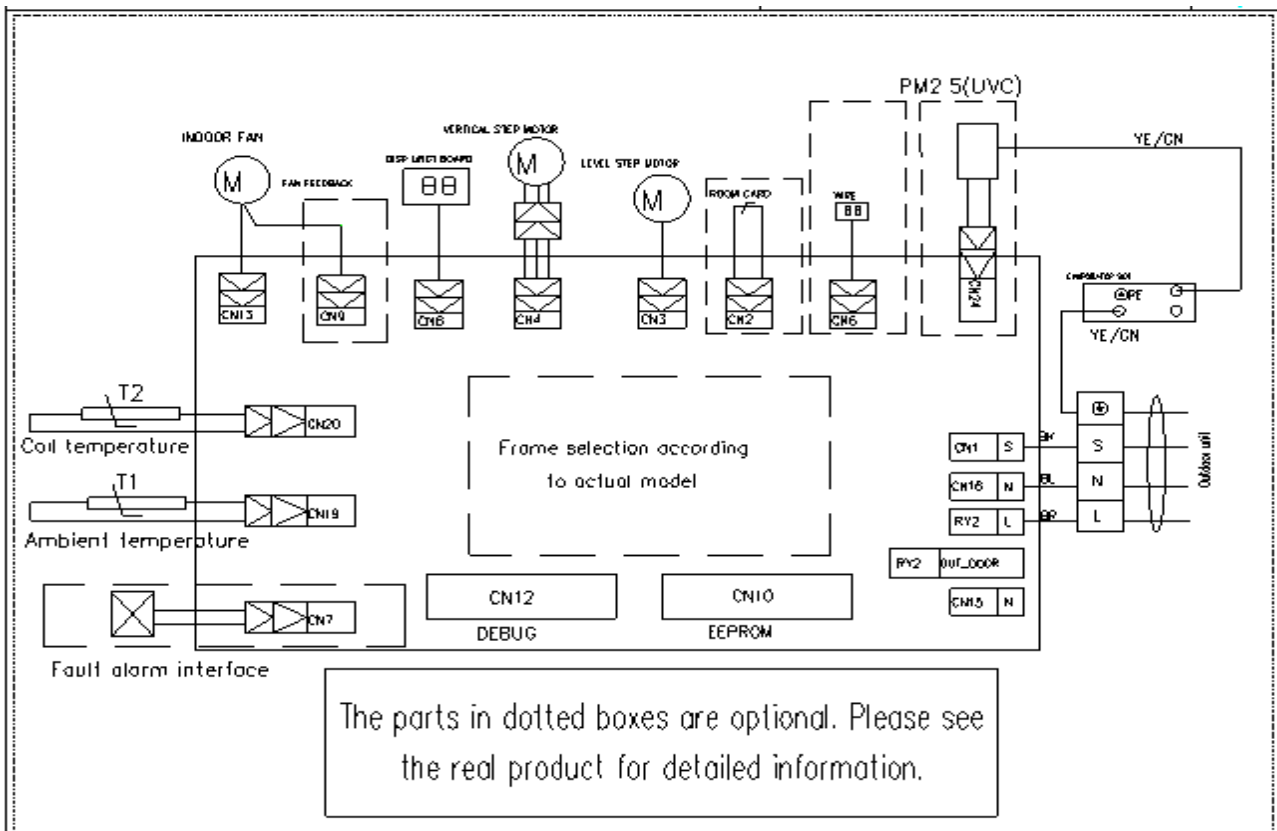 PM2 5(UVC)
VERTICAL STEP MOTOR
INDOOR FAN
YE/GN
LEVEL STEP MOTOR
M
88
M
FAN FEEDBACK
M
ROOM CARD
WIRE
88
PE
CN13
CN9
CN6
CN4
CN3
CN2
CN6
CN24
YE/GN
T2
CN20
Coil temperature
Frame selection according
to actual model
CN1 S
BK
S
CN16 N
BL
N
RY2 L
BR
L
Outdoor unit
T1
CN19
Ambient temperature
RY2 OUT_DOOR
CN12
CN10
CN15 N
CN7
DEBUG
EEPROM
Fault alarm interface
The parts in dotted boxes are optional. Please see
the real product for detailed information.